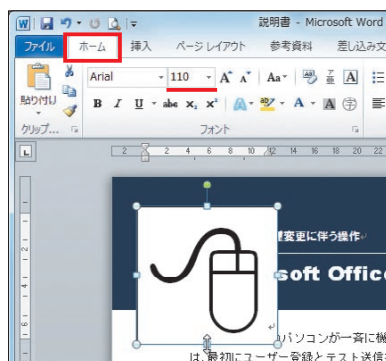 説明書 - Microsoft Word
ファイル ホーム 挿入 ページ レイアウト 参考資料 差し込み文
貼り付け
Arial 110 A A Aa A
B I U abe x₂ x² A A A
クリップ... フォント
2 2 4 6 8 10 12 14 16 18 20 22
変更に伴う操作
soft Office
パソコンが一斉に機
は、最初にユーザー登録とテスト送信